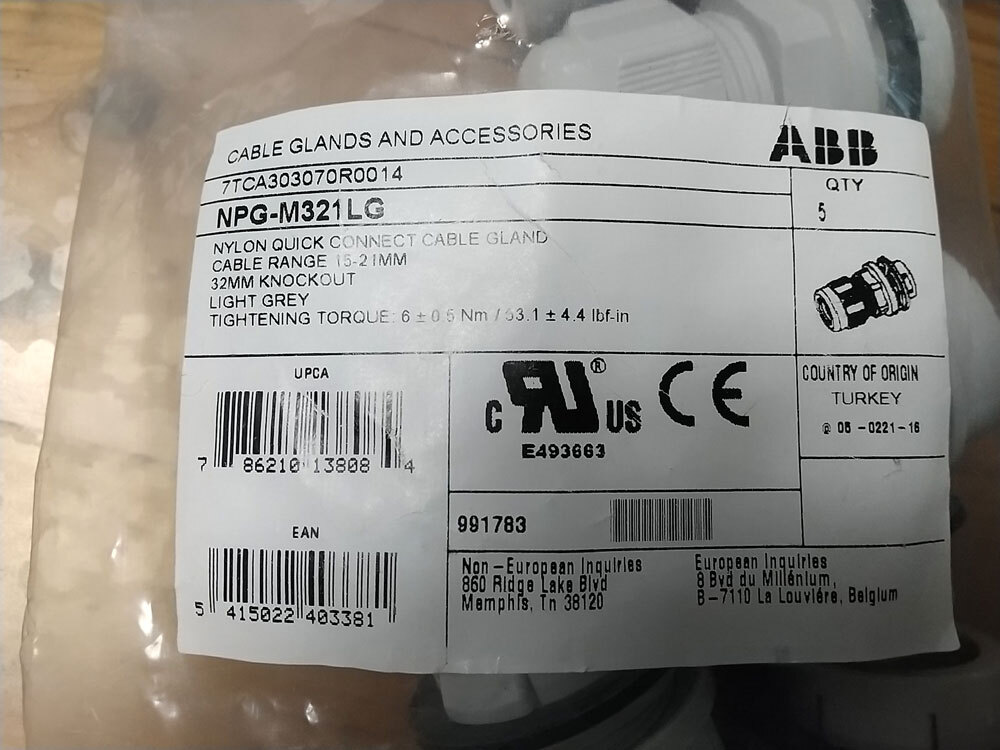 CABLE GLANDS AND ACCESSORIES
ABB
7TCA303070R0014
QTY
NPG-M321LG
5
NYLON QUICK CONNECT CABLE GLAND
CABLE RANGE 15-21MM
32MM KNOCKOUT
LIGHT GREY
TIGHTENING TORQUE: 6 ± 0.5 Nm / 53.1 ± 4.4 lbf-in
UPCA
7 86210 13808 4
C RU® US CE
E493663
COUNTRY OF ORIGIN
TURKEY
@ 05-0221-16
EAN
5 415022 403381
991783
Non-European Inquiries
860 Ridge Lake Blvd
Memphis, Tn 38120
European Inquiries
8 Bvd du Millénium,
B-7110 La Louviére, Belgium